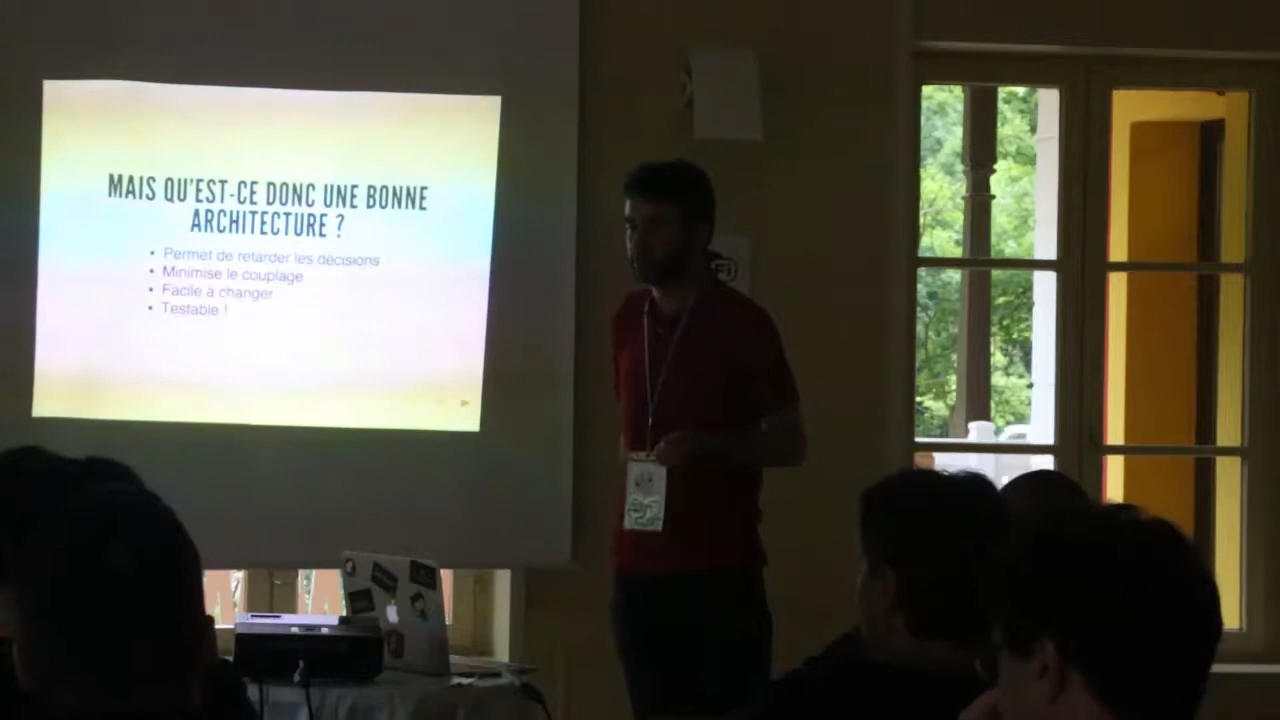 MAIS QU'EST-CE DONC UNE BONNE
ARCHITECTURE ?
• Permet de retarder les décisions
• Minimise le couplage
• Facile à changer
• Testable !
Fi